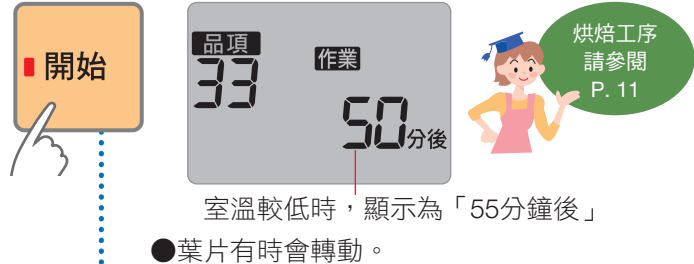 開始
品項
33
作業
50分後
烘焙工序
請參閱
P. 11
室溫較低時，顯示為「55分鐘後」
●葉片有時會轉動。